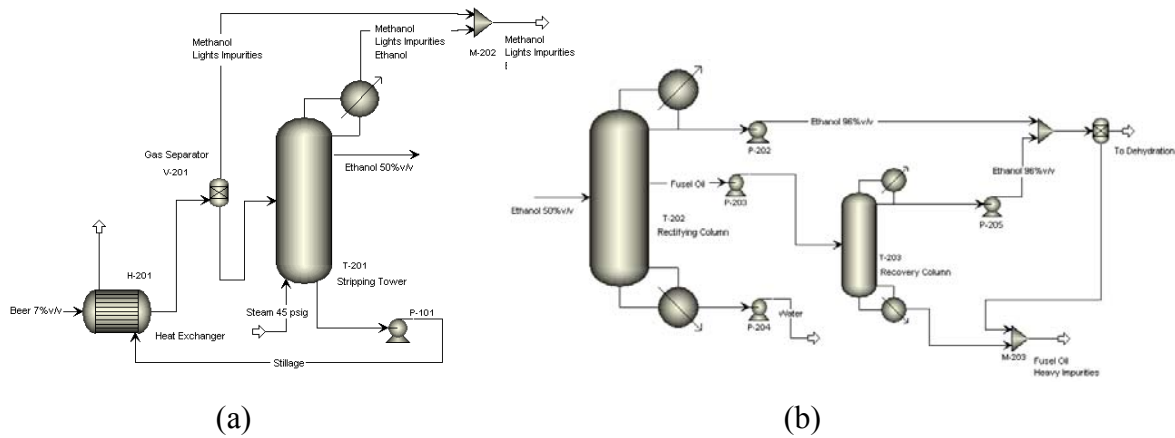 Methanol
Lights Impurities
Methanol
Lights Impurities
Ethanol
M-202
Methanol
Lights Impurities
E
Gas Separator
V-201
Ethanol 50%v/v
H-201
T-201
Stripping Tower
Beer 7%v/v
Heat Exchanger
Steam 45 psig
P-101
Stillage
(a)
Ethanol 96%v/v
P-202
To Dehydration
Ethanol 96%v/v
Fusel Oil
P-203
P-205
Ethanol 50%v/v
T-202
Rectifying Column
T-203
Recovery Column
P-204
Water
M-203
Fusel Oil
Heavy Impurities
(b)